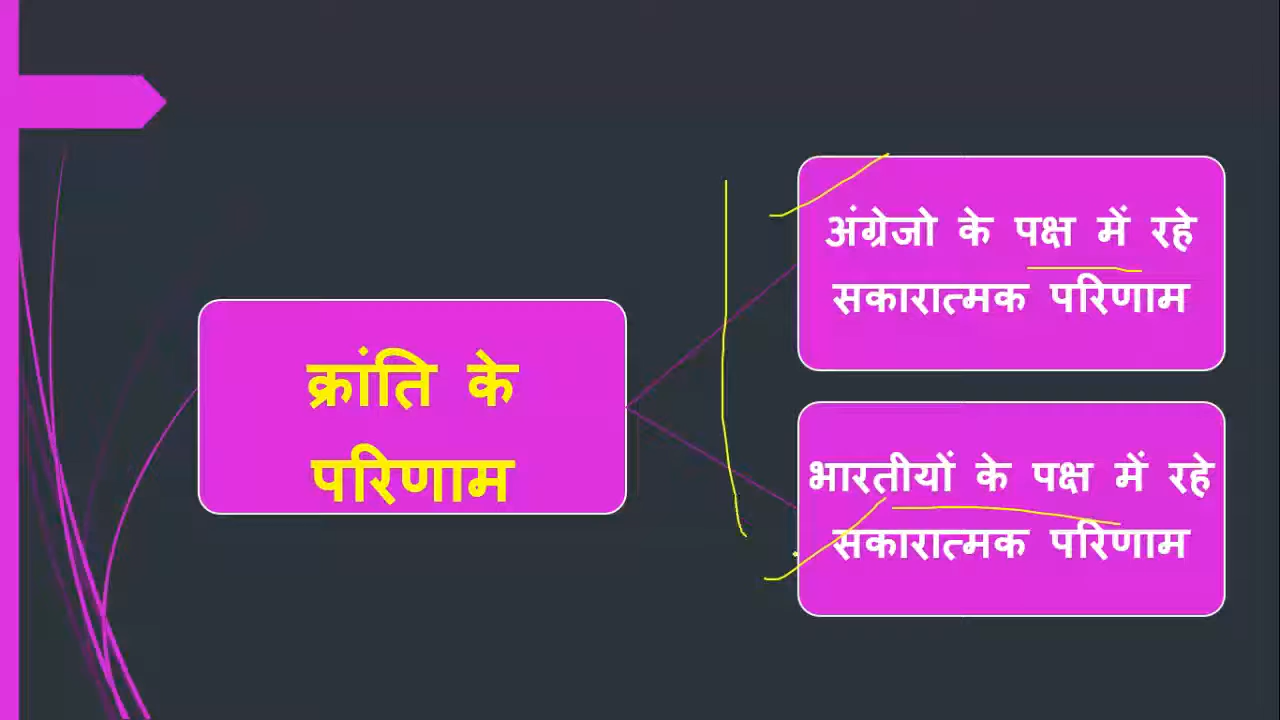 क्रांति के
परिणाम
अंग्रेजो के पक्ष में रहे
सकारात्मक परिणाम
भारतीयों के पक्ष में रहे
सकारात्मक परिणाम